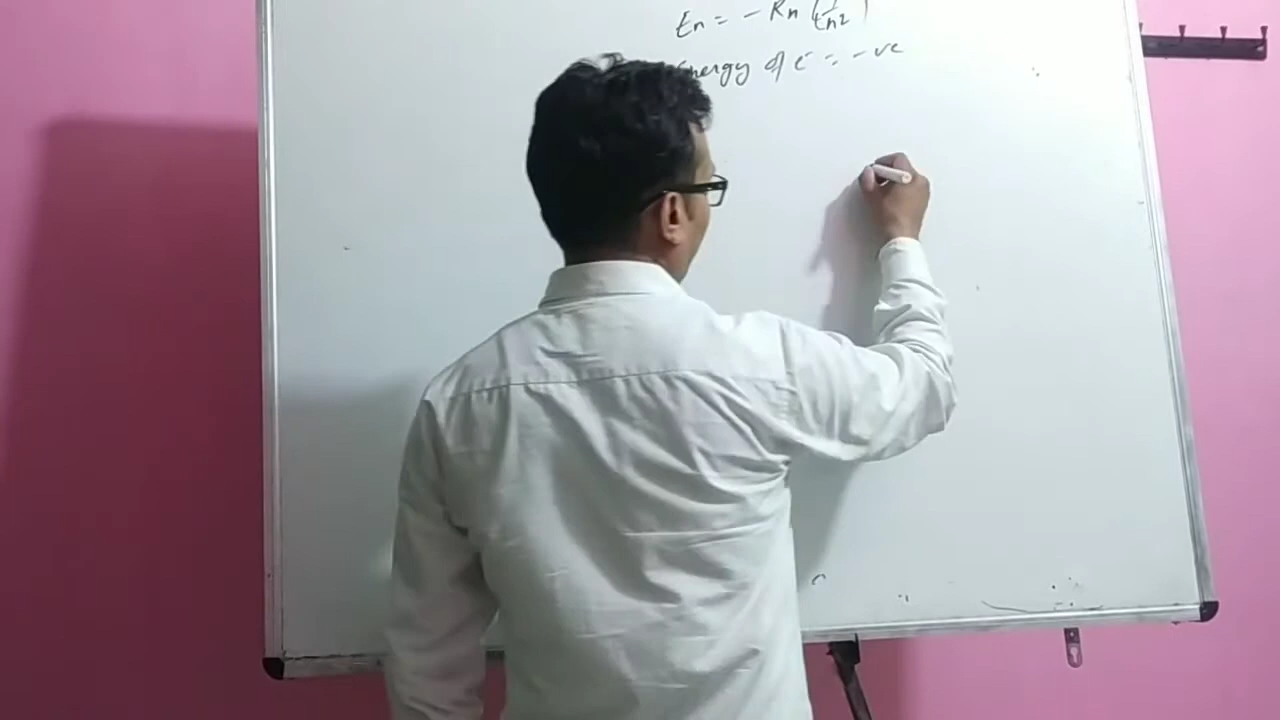 En = - Rn (1/n2)
Energy of e- = -ve